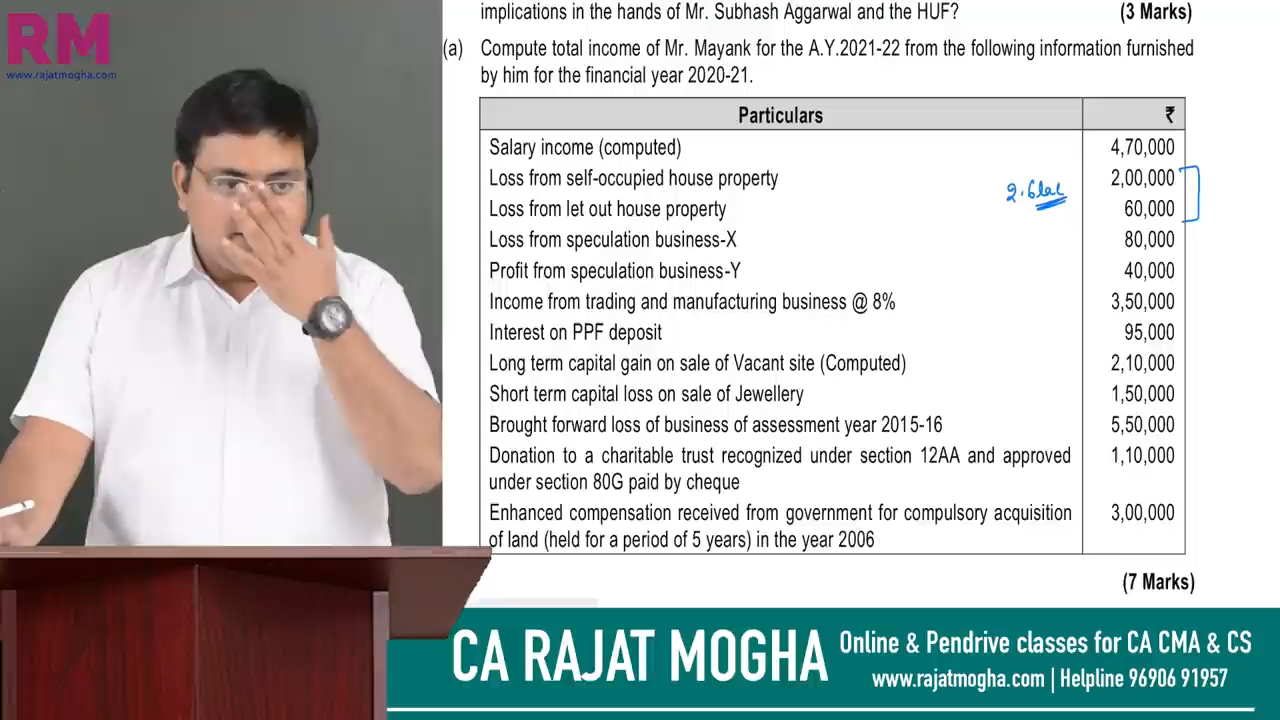 RM
www.rajatmogha.com
implications in the hands of Mr. Subhash Aggarwal and the HUF? (3 Marks)
(a) Compute total income of Mr. Mayank for the A.Y.2021-22 from the following information furnished
by him for the financial year 2020-21.
Particulars ₹
Salary income (computed) 4,70,000
Loss from self-occupied house property 2,00,000
2.6lac
Loss from let out house property 60,000
Loss from speculation business-X 80,000
Profit from speculation business-Y 40,000
Income from trading and manufacturing business @ 8% 3,50,000
Interest on PPF deposit 95,000
Long term capital gain on sale of Vacant site (Computed) 2,10,000
Short term capital loss on sale of Jewellery 1,50,000
Brought forward loss of business of assessment year 2015-16 5,50,000
Donation to a charitable trust recognized under section 12AA and approved 1,10,000
under section 80G paid by cheque
Enhanced compensation received from government for compulsory acquisition 3,00,000
of land (held for a period of 5 years) in the year 2006
(7 Marks)
CA RAJAT MOGHA
Online & Pendrive classes for CA CMA & CS
www.rajatmogha.com | Helpline 96906 91957